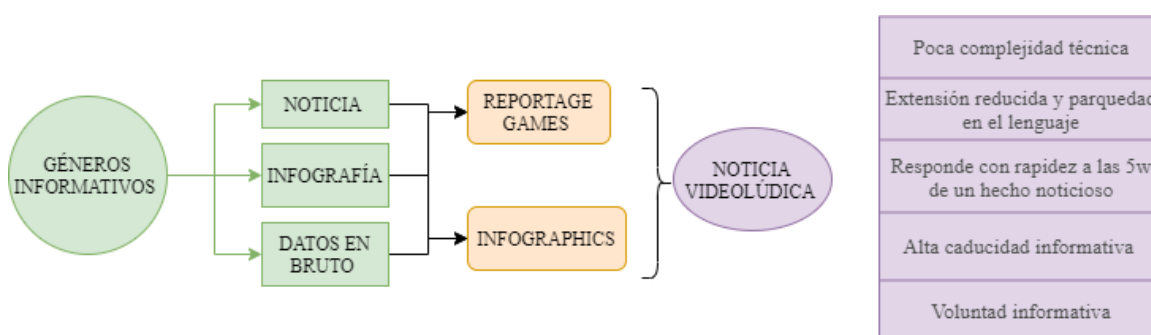 GÉNEROS
INFORMATIVOS
NOTICIA
INFOGRAFÍA
DATOS EN
BRUTO
REPORTAGE
GAMES
INFOGRAPHICS
NOTICIA
VIDEOLÚDICA
Poca complejidad técnica
Extensión reducida y parquedad
en el lenguaje
Responde con rapidez a las 5w
de un hecho noticioso
Alta caducidad informativa
Voluntad informativa